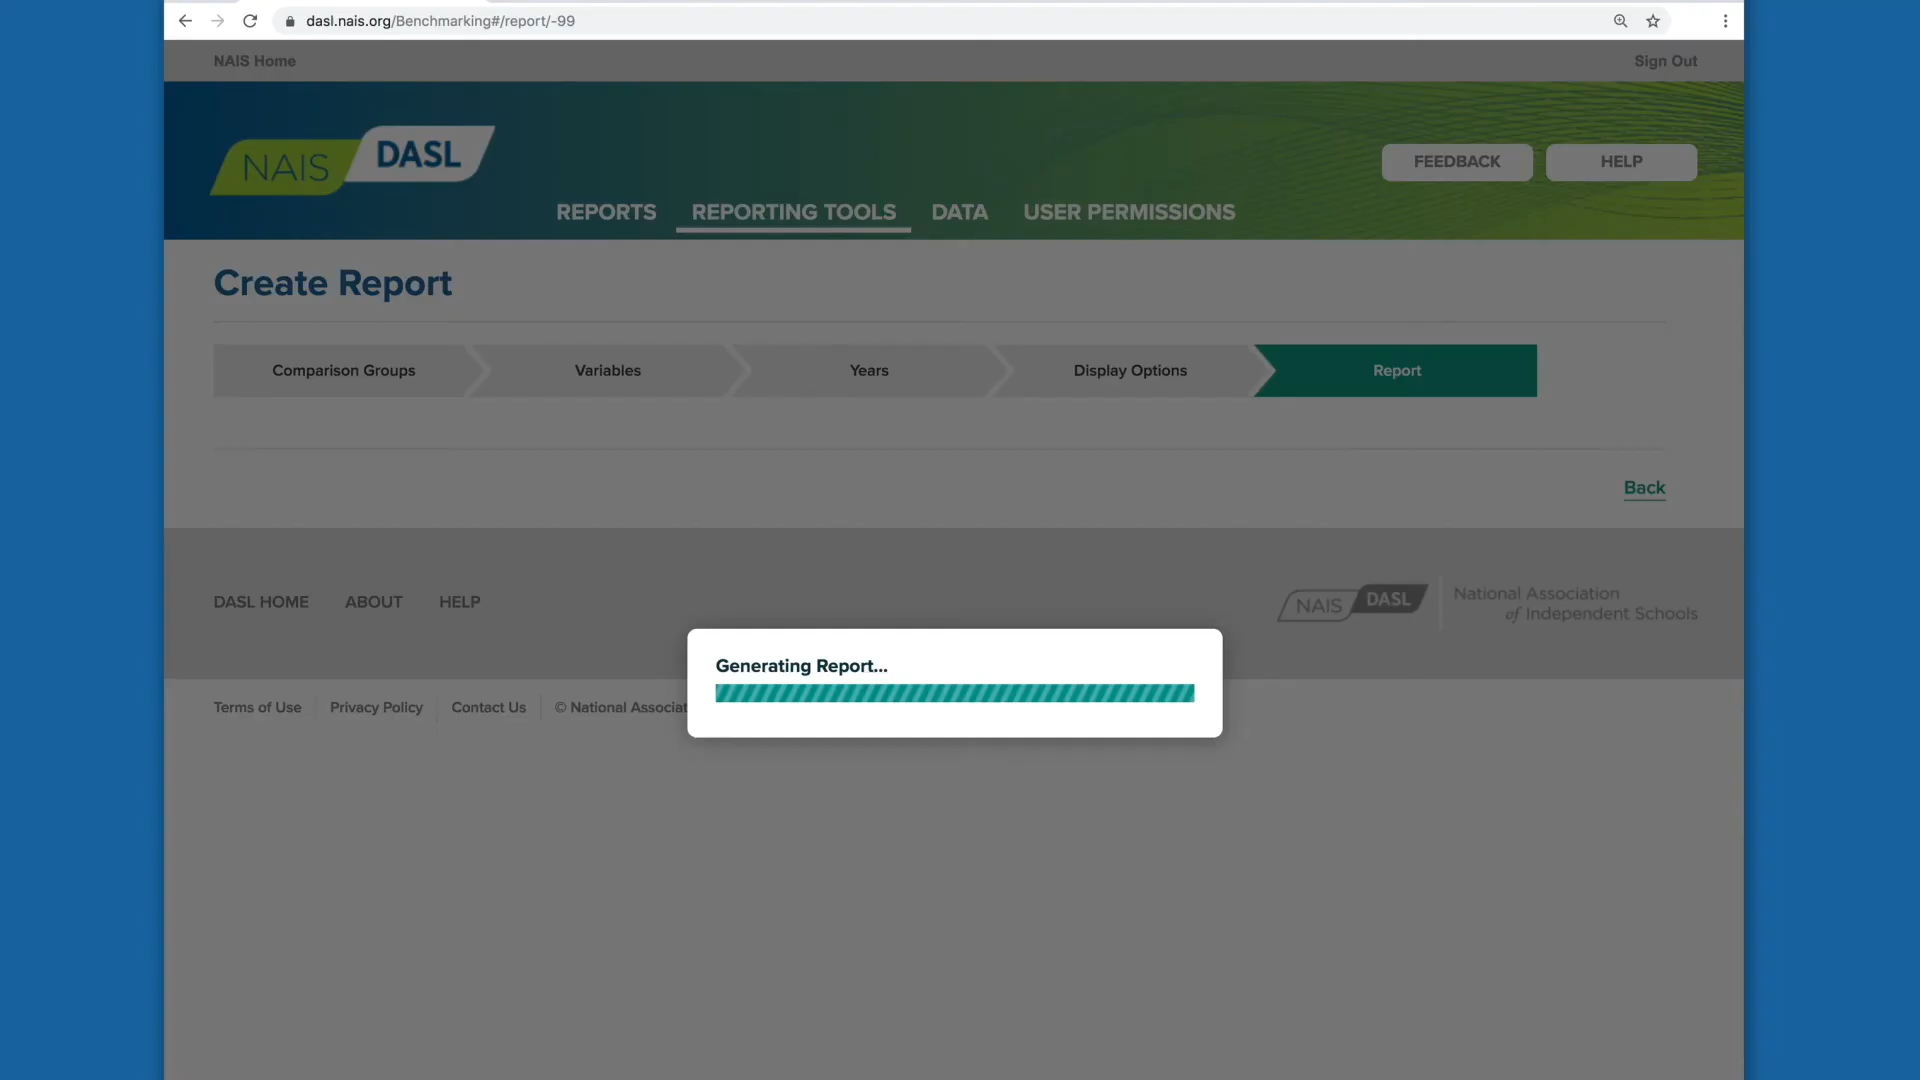 dasl.nais.org/Benchmarking#/report/-99
NAIS Home
Sign Out
NAIS DASL
FEEDBACK
HELP
REPORTS
REPORTING TOOLS
DATA
USER PERMISSIONS
Create Report
Comparison Groups
Variables
Years
Display Options
Report
Back
DASL HOME
ABOUT
HELP
NAIS DASL
National Association
of Independent Schools
Generating Report...
Terms of Use
Privacy Policy
Contact Us
© National Associat